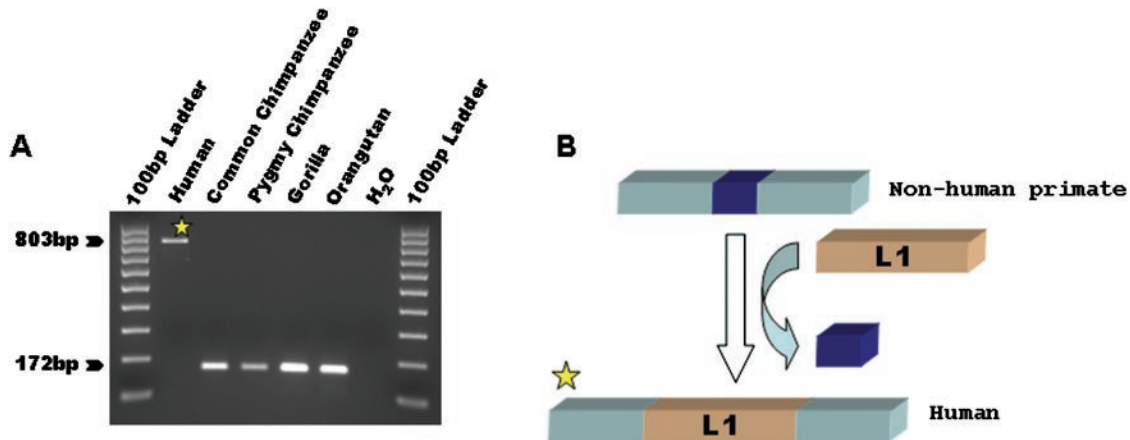 A
100bp Ladder
Human
Common Chimpanzee
Pygmy Chimpanzee
Gorilla
Orangutan
H₂O
100bp Ladder
803bp
172bp
B
Non-human primate
L1
L1
Human